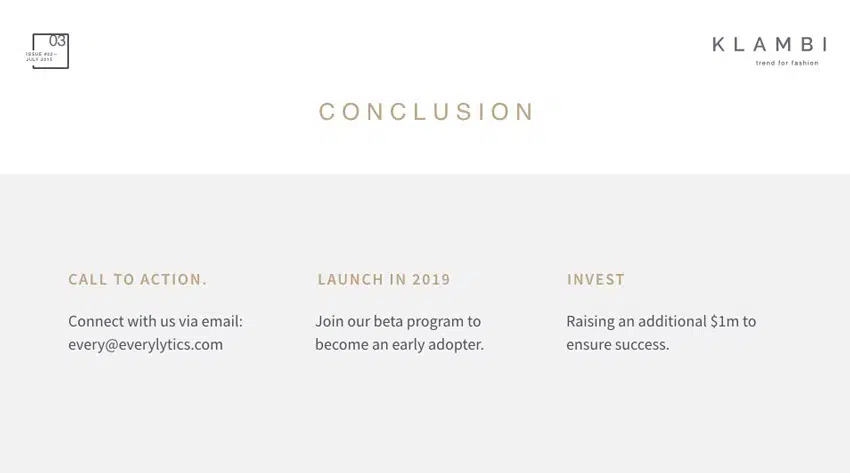 03
ISSUE #03—
JULY 2015
KLAMBI
trend for fashion
CONCLUSION
CALL TO ACTION.
Connect with us via email:
every@everylytics.com
LAUNCH IN 2019
Join our beta program to
become an early adopter.
INVEST
Raising an additional $1m to
ensure success.